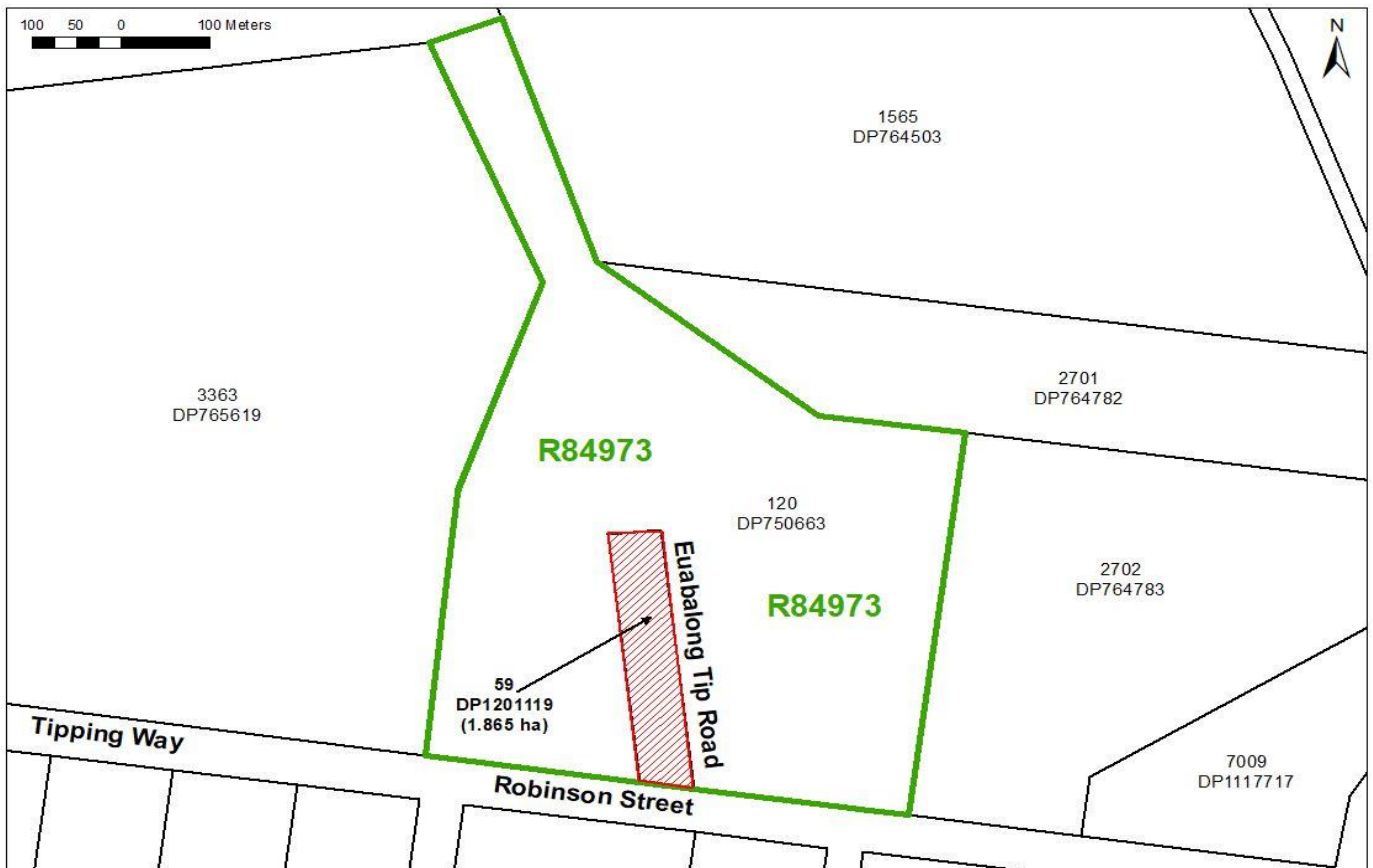 100 50 0 100 Meters
N
1565
DP764503
3363
DP765619
2701
DP764782
R84973
120
DP750663
2702
DP764783
R84973
Euabalong Tip Road
59
DP1201119
(1.865 ha)
Tipping Way
Robinson Street
7009
DP1117717